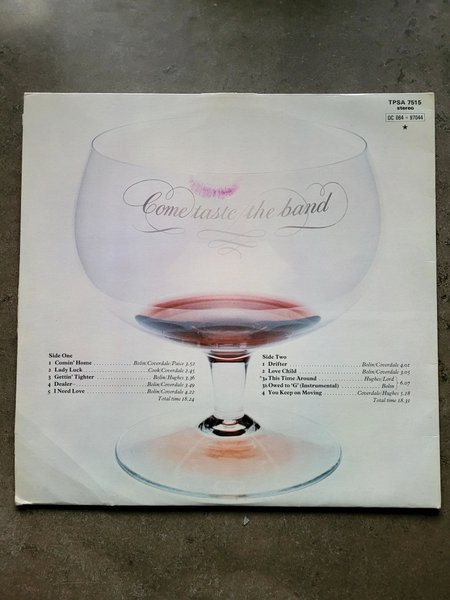 TPSA 7515
stereo
OC 064 - 97044
★
Come taste the band
Side One
1 Comin' Home Bolin/Coverdale/Paice 3.52
2 Lady Luck Cook/Coverdale 2.45
3 Gettin' Tighter Bolin/Hughes 3.36
4 Dealer Bolin/Coverdale 3.49
5 I Need Love Bolin/Coverdale 4.22
Total time 18.24
Side Two
1 Drifter Bolin/Coverdale 4.02
2 Love Child Bolin/Coverdale 3.05
3a This Time Around Hughes/Lord
3b Owed to 'G' (Instrumental) Bolin 6.07
4 You Keep on Moving Coverdale/Hughes 5.18
Total time 18.31